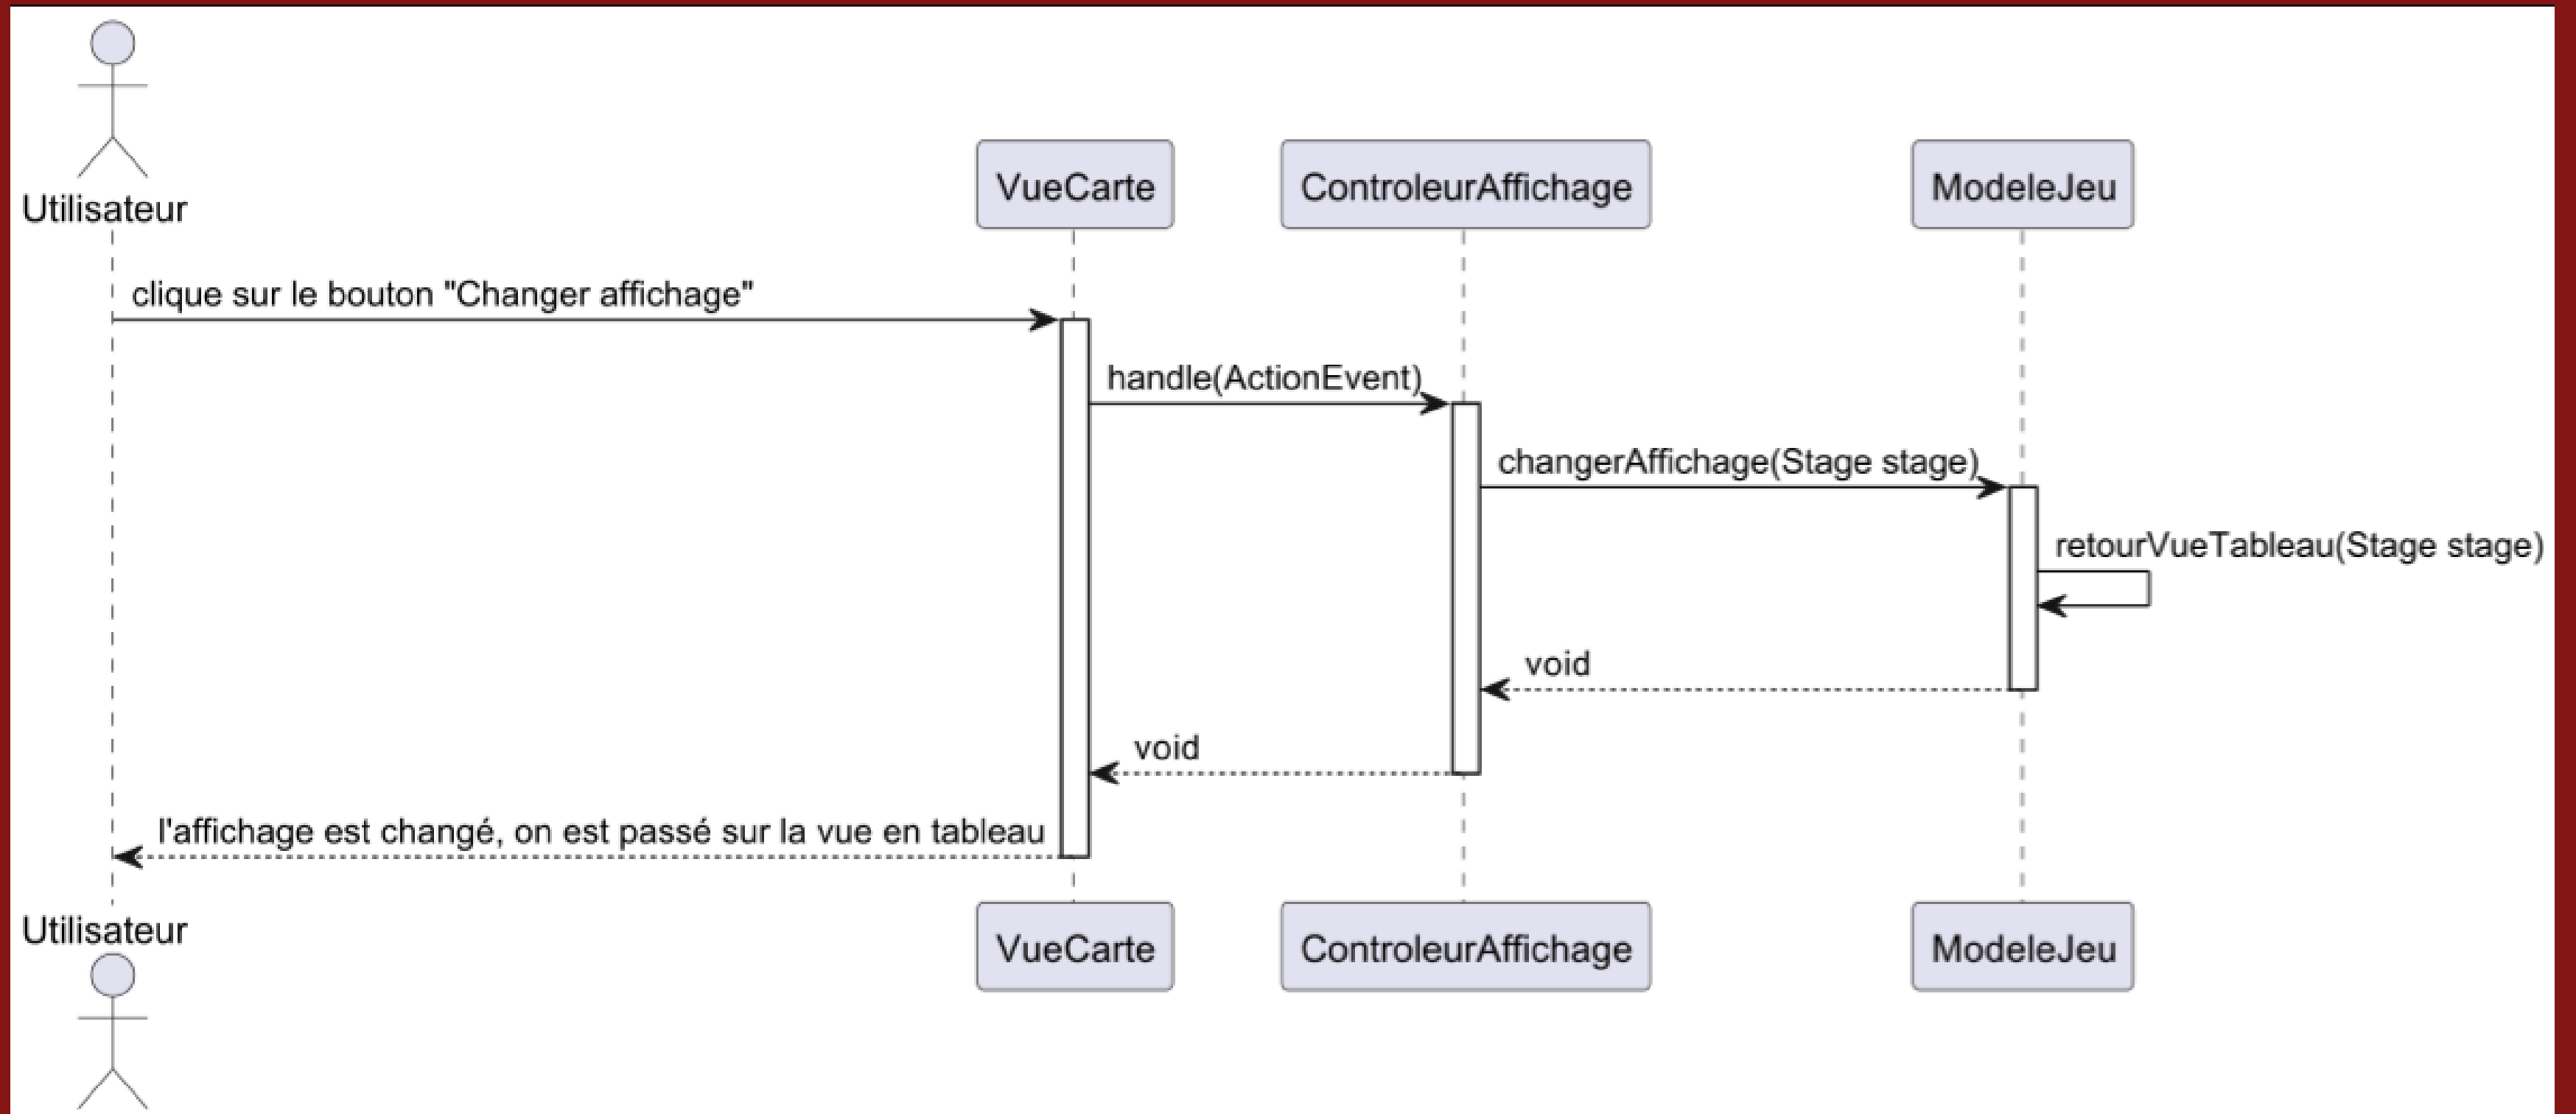 Utilisateur
VueCarte
ControleurAffichage
ModeleJeu
clique sur le bouton "Changer affichage"
handle(ActionEvent)
changerAffichage(Stage stage)
retourVueTableau(Stage stage)
void
void
l'affichage est changé, on est passé sur la vue en tableau
Utilisateur
VueCarte
ControleurAffichage
ModeleJeu